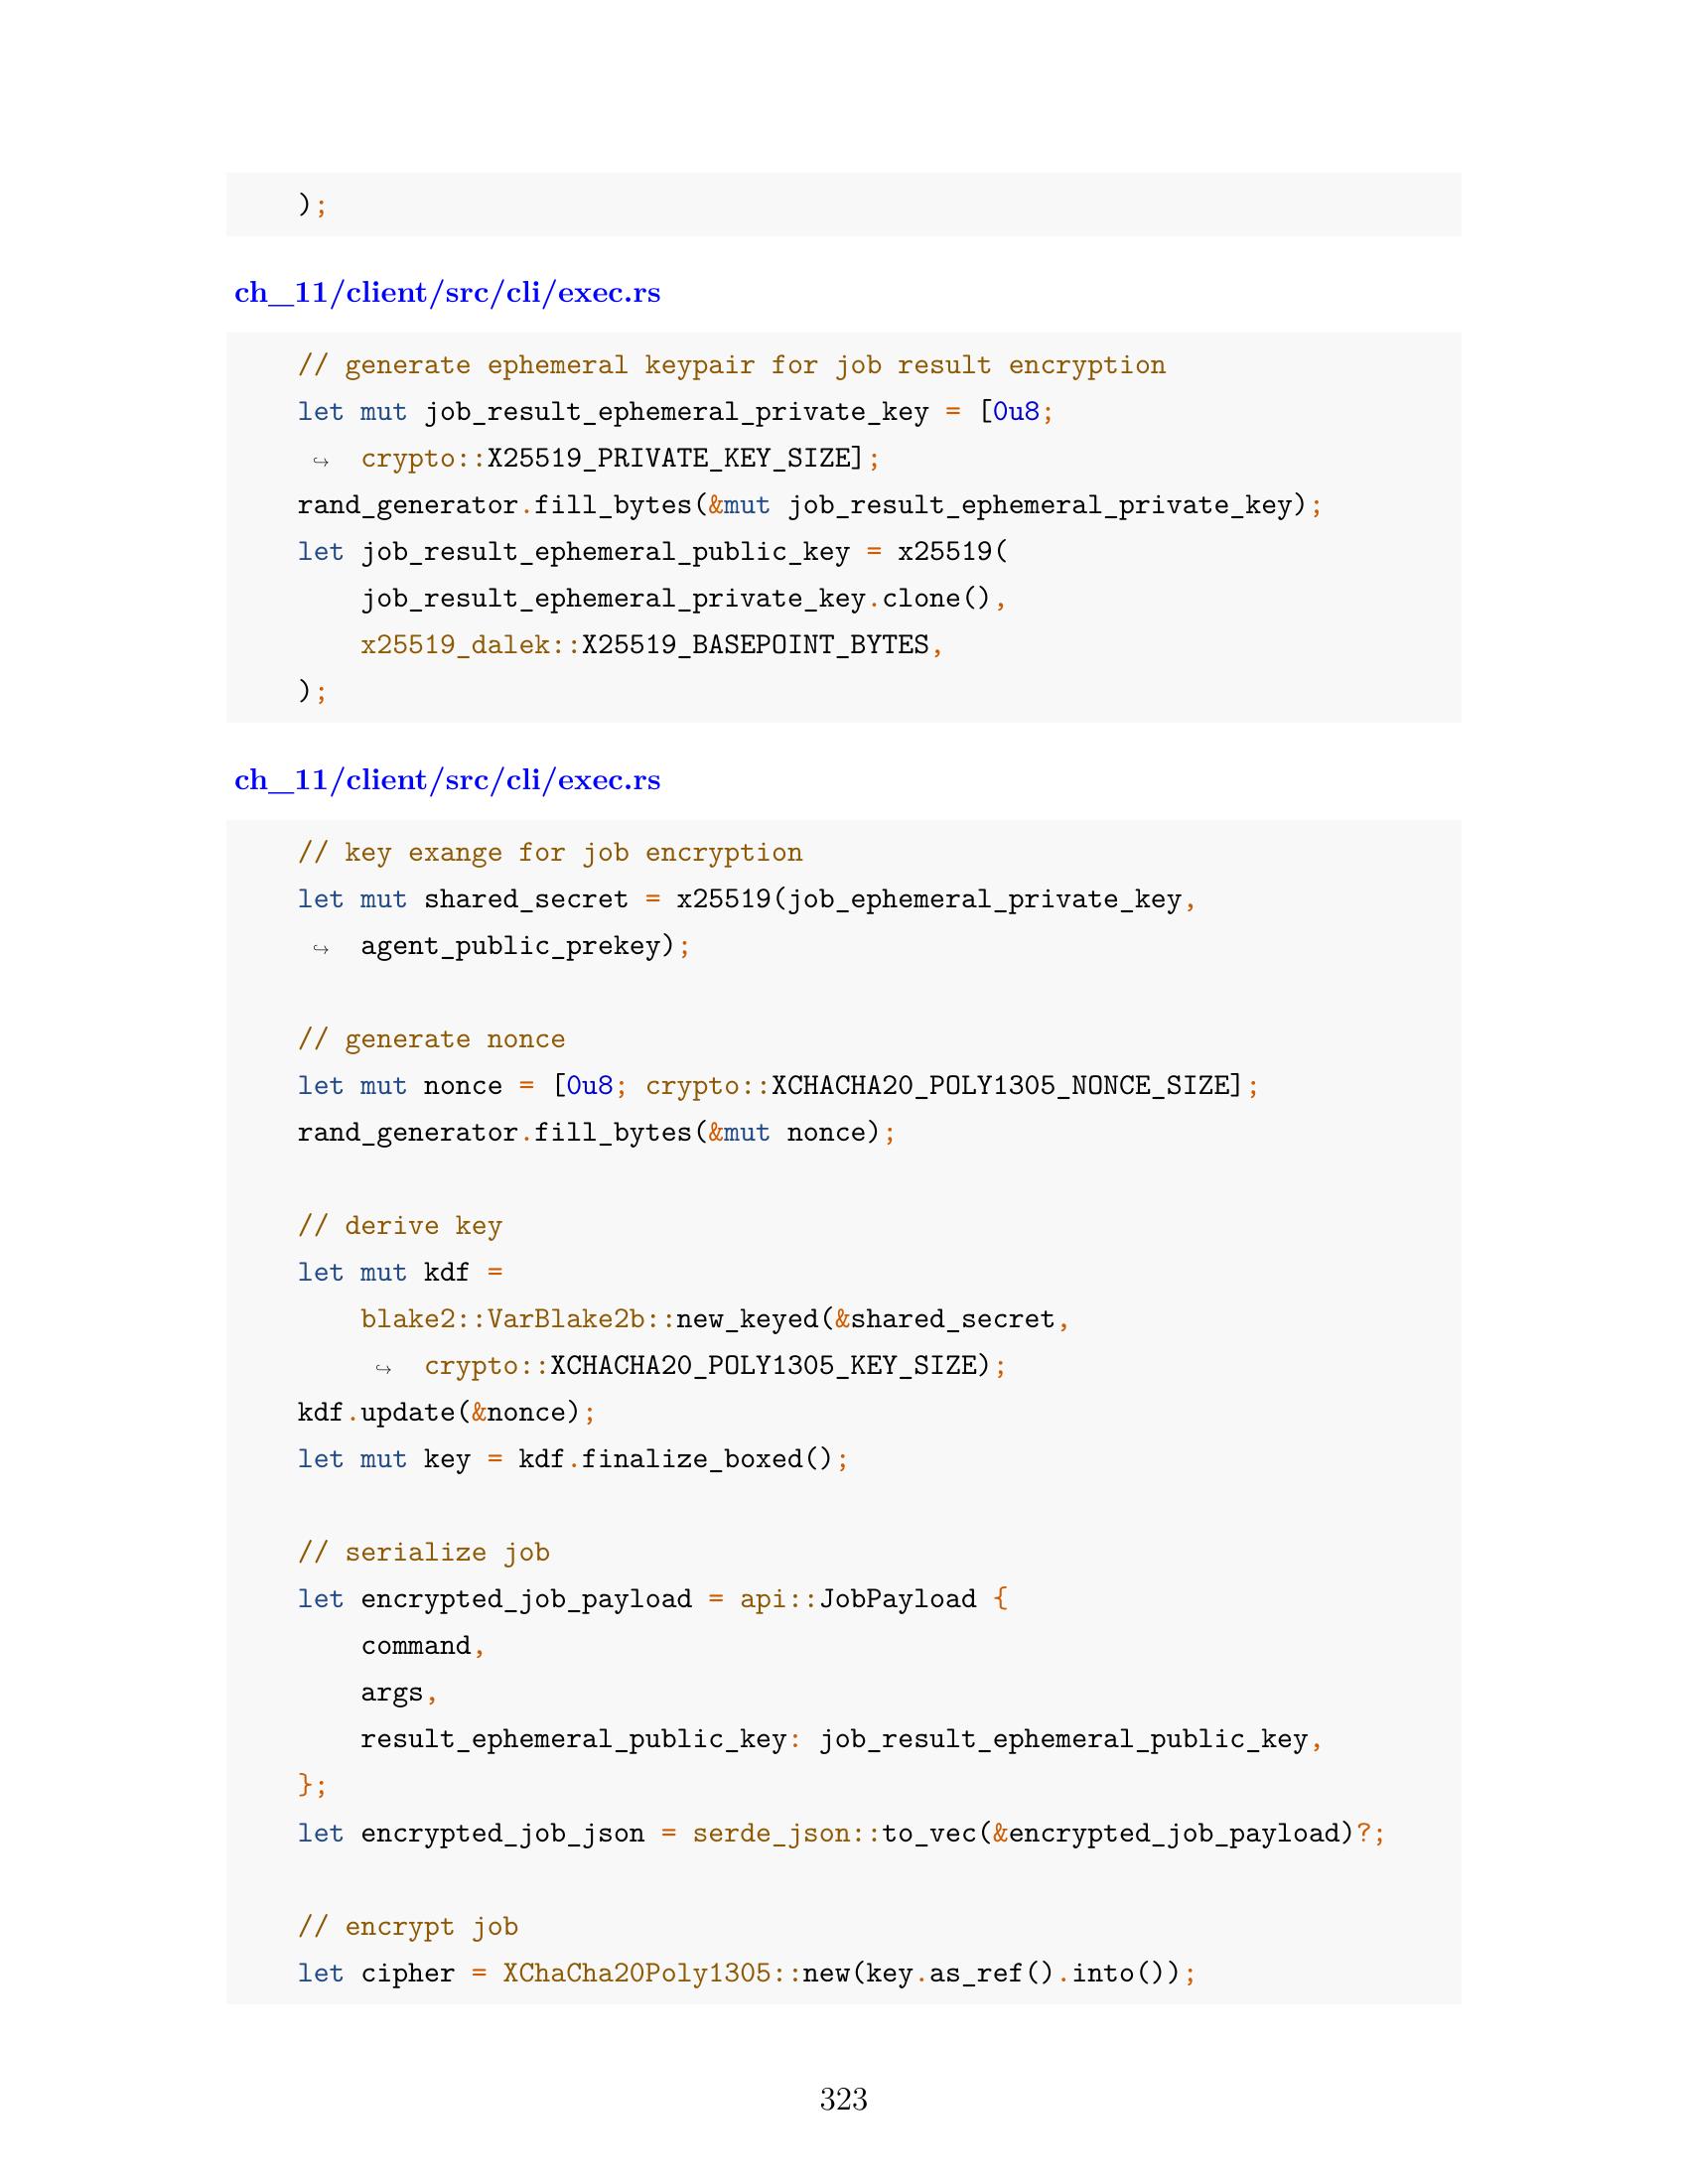 );
ch_11/client/src/cli/exec.rs
// generate ephemeral keypair for job result encryption
let mut job_result_ephemeral_private_key = [0u8;
↪ crypto::X25519_PRIVATE_KEY_SIZE];
rand_generator.fill_bytes(&mut job_result_ephemeral_private_key);
let job_result_ephemeral_public_key = x25519(
job_result_ephemeral_private_key.clone(),
x25519_dalek::X25519_BASEPOINT_BYTES,
);
ch_11/client/src/cli/exec.rs
// key exange for job encryption
let mut shared_secret = x25519(job_ephemeral_private_key,
↪ agent_public_prekey);
// generate nonce
let mut nonce = [0u8; crypto::XCHACHA20_POLY1305_NONCE_SIZE];
rand_generator.fill_bytes(&mut nonce);
// derive key
let mut kdf =
blake2::VarBlake2b::new_keyed(&shared_secret,
↪ crypto::XCHACHA20_POLY1305_KEY_SIZE);
kdf.update(&nonce);
let mut key = kdf.finalize_boxed();
// serialize job
let encrypted_job_payload = api::JobPayload {
command,
args,
result_ephemeral_public_key: job_result_ephemeral_public_key,
};
let encrypted_job_json = serde_json::to_vec(&encrypted_job_payload)?;
// encrypt job
let cipher = XChaCha20Poly1305::new(key.as_ref().into());
323